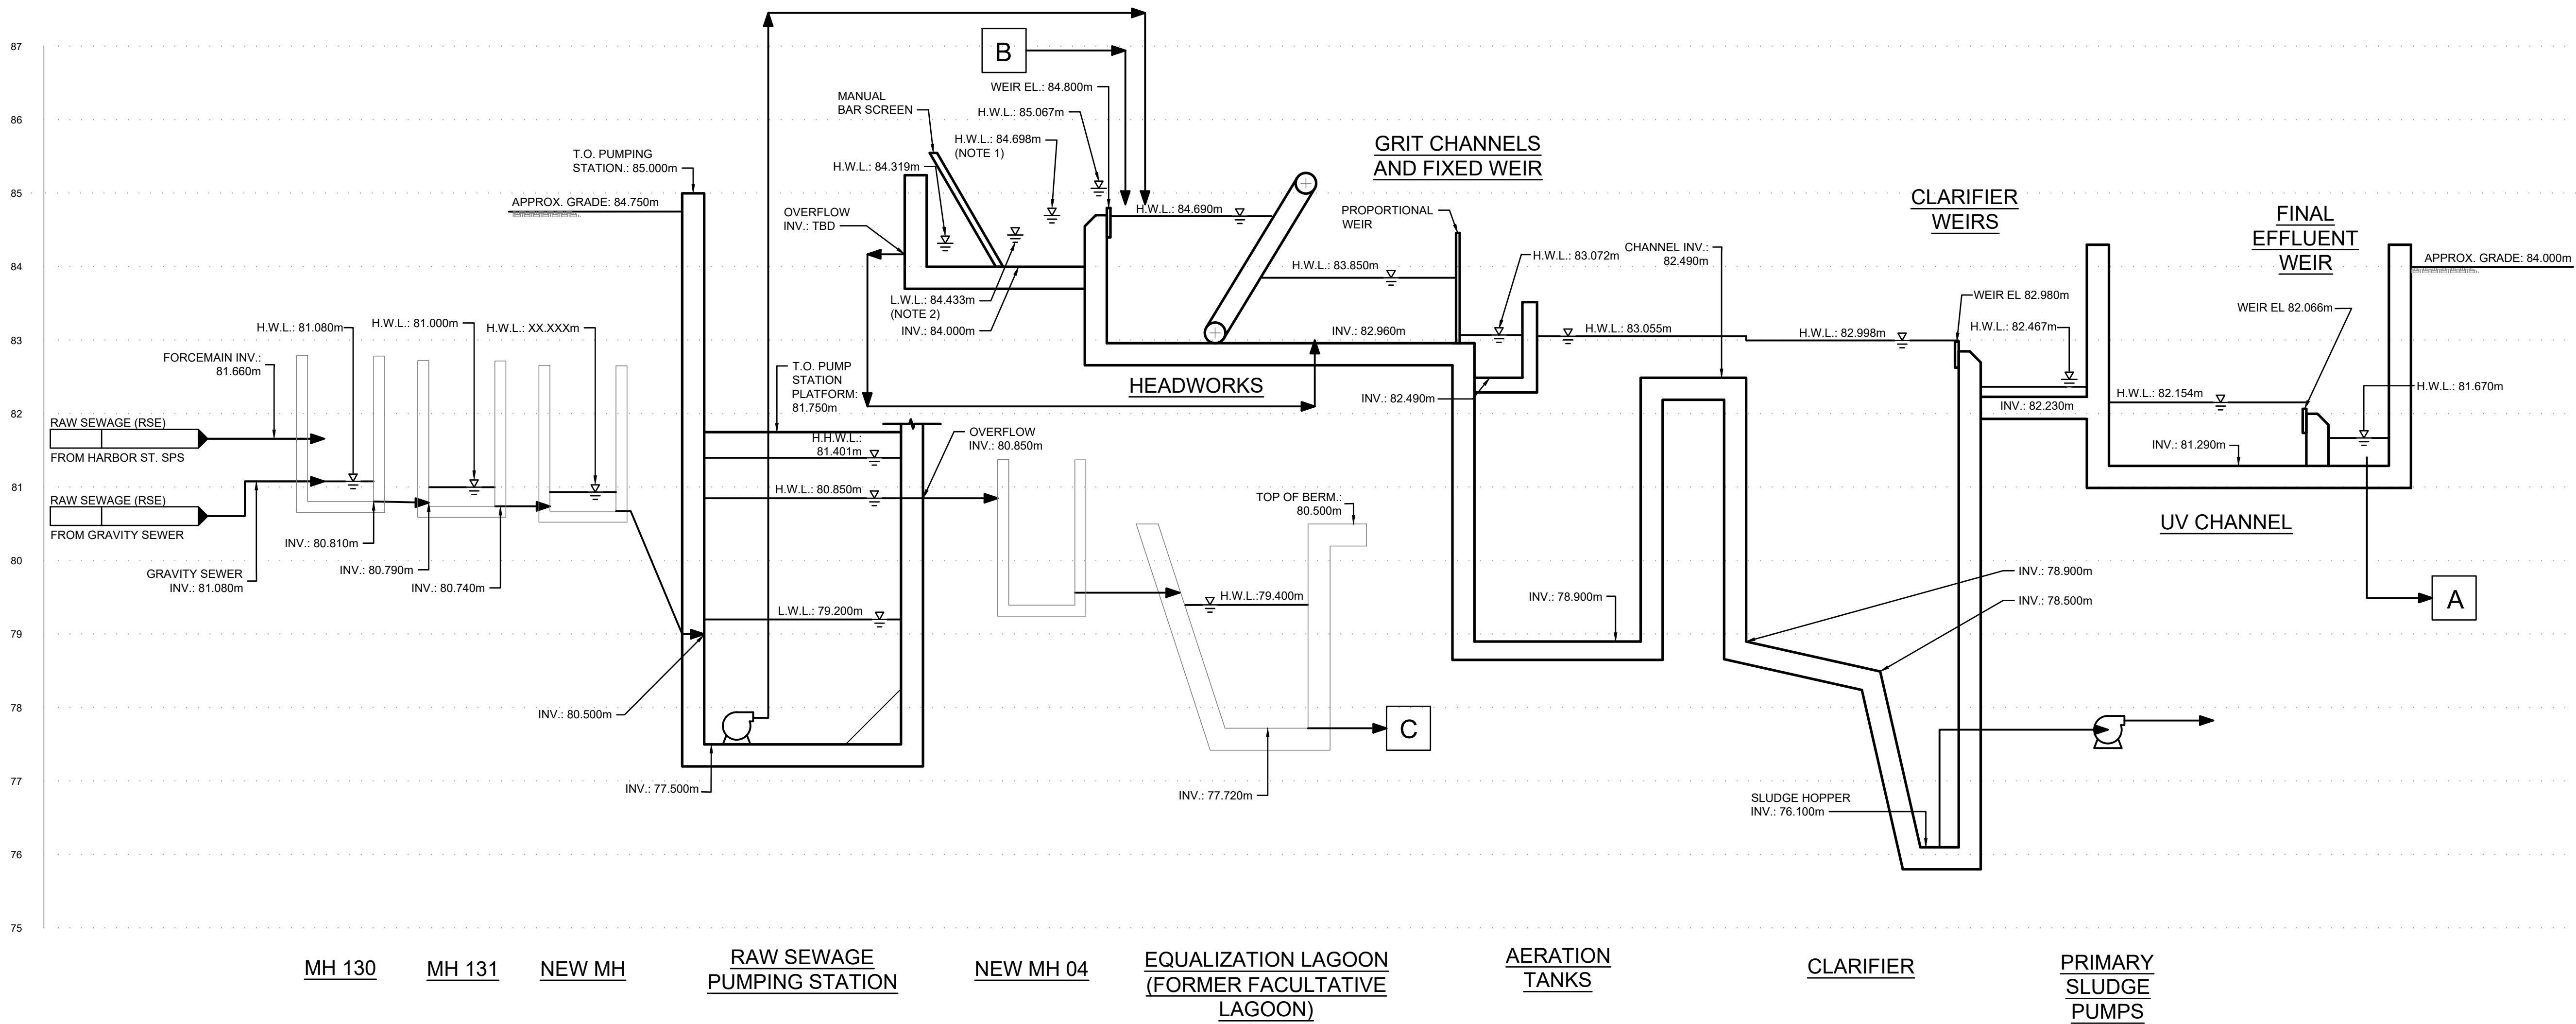 87
86
85
84
83
82
81
80
79
78
77
76
75
RAW SEWAGE (RSE)
FROM HARBOR ST. SPS
RAW SEWAGE (RSE)
FROM GRAVITY SEWER
FORCEMAIN INV.:
81.660m
GRAVITY SEWER
INV.: 81.080m
H.W.L.: 81.080m
INV.: 80.810m
H.W.L.: 81.000m
INV.: 80.790m
INV.: 80.740m
H.W.L.: XX.XXXm
T.O. PUMPING
STATION.: 85.000m
APPROX. GRADE: 84.750m
INV.: 80.500m
INV.: 77.500m
T.O. PUMP
STATION
PLATFORM:
81.750m
H.H.W.L.:
81.401m
H.W.L.: 80.850m
L.W.L.: 79.200m
OVERFLOW
INV.: 80.850m
OVERFLOW
INV.: TBD
MANUAL
BAR SCREEN
H.W.L.: 84.319m
H.W.L.: 84.698m
(NOTE 1)
H.W.L.: 85.067m
WEIR EL.: 84.800m
B
L.W.L.: 84.433m
(NOTE 2)
INV.: 84.000m
H.W.L.: 84.690m
H.W.L.: 83.850m
INV.: 82.960m
HEADWORKS
GRIT CHANNELS
AND FIXED WEIR
PROPORTIONAL
WEIR
H.W.L.: 83.072m
INV.: 82.490m
CHANNEL INV.:
82.490m
H.W.L.: 83.055m
TOP OF BERM.:
80.500m
H.W.L.:79.400m
INV.: 77.720m
C
INV.: 78.900m
H.W.L.: 82.998m
CLARIFIER
WEIRS
WEIR EL 82.980m
H.W.L.: 82.467m
INV.: 82.230m
INV.: 78.900m
INV.: 78.500m
SLUDGE HOPPER
INV.: 76.100m
FINAL
EFFLUENT
WEIR
WEIR EL 82.066m
H.W.L.: 82.154m
INV.: 81.290m
H.W.L.: 81.670m
APPROX. GRADE: 84.000m
UV CHANNEL
A
MH 130
MH 131
NEW MH
RAW SEWAGE
PUMPING STATION
NEW MH 04
EQUALIZATION LAGOON
(FORMER FACULTATIVE
LAGOON)
AERATION
TANKS
CLARIFIER
PRIMARY
SLUDGE
PUMPS